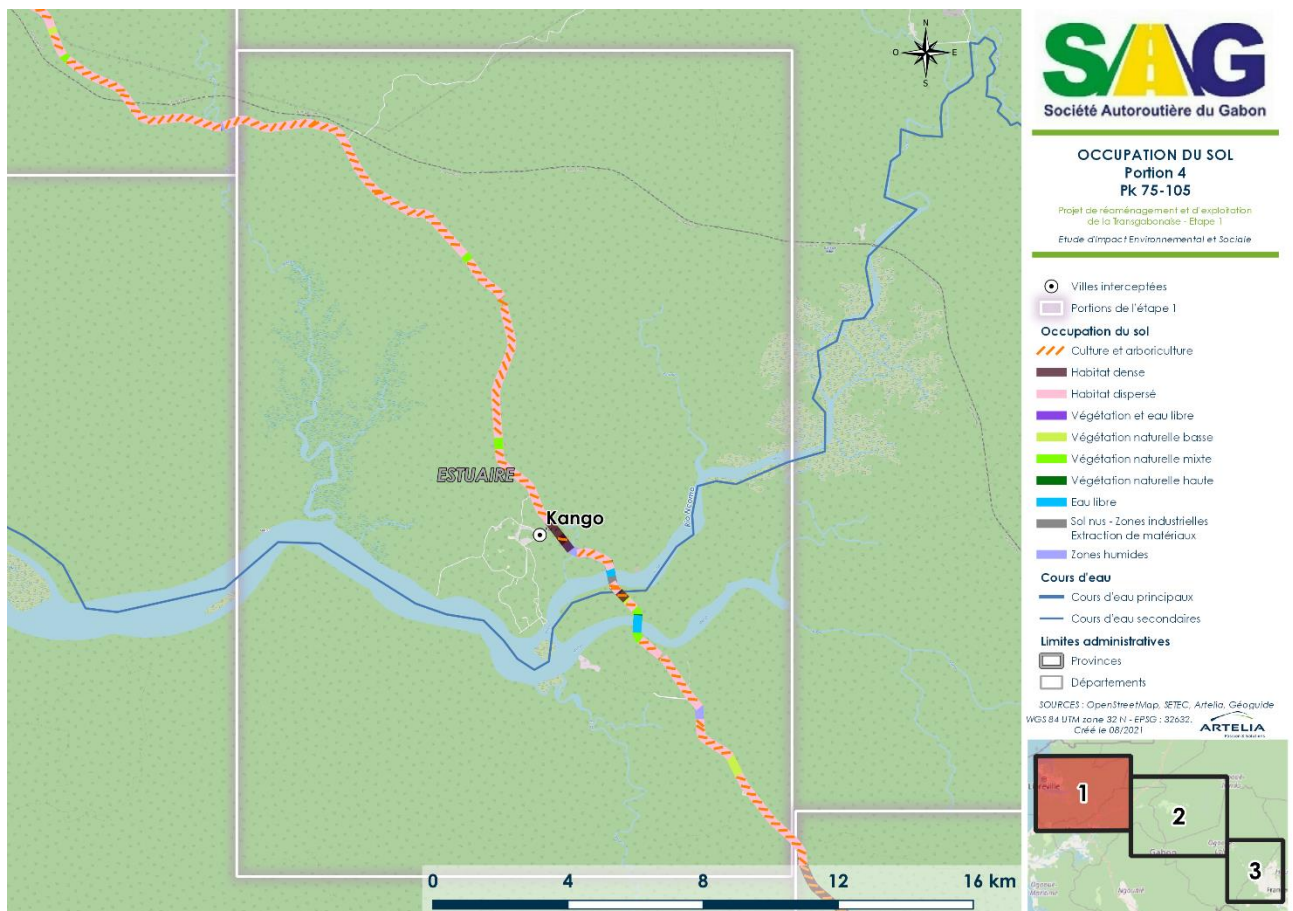 N
O
E
S
ESTUAIRE
Kango
0
4
8
12
16 km
SAG
Société Autoroutière du Gabon
OCCUPATION DU SOL
Portion 4
Pk 75-105
Projet de réaménagement et d'exploitation
de la Transgabonaise - Etape 1
Etude d'Impact Environnemental et Sociale
Villes interceptées
Portions de l'étape 1
Occupation du sol
Culture et arboriculture
Habitat dense
Habitat dispersé
Végétation et eau libre
Végétation naturelle basse
Végétation naturelle mixte
Végétation naturelle haute
Eau libre
Sol nus - Zones industrielles
Extraction de matériaux
Zones humides
Cours d'eau
Cours d'eau principaux
Cours d'eau secondaires
Limites administratives
Provinces
Départements
SOURCES : OpenStreetMap, SETEC, Artelia, Géoguide
WGS 84 UTM zone 32 N - EPSG : 32632.
Créé le 08/2021
ARTELIA
1
2
3
Gabon